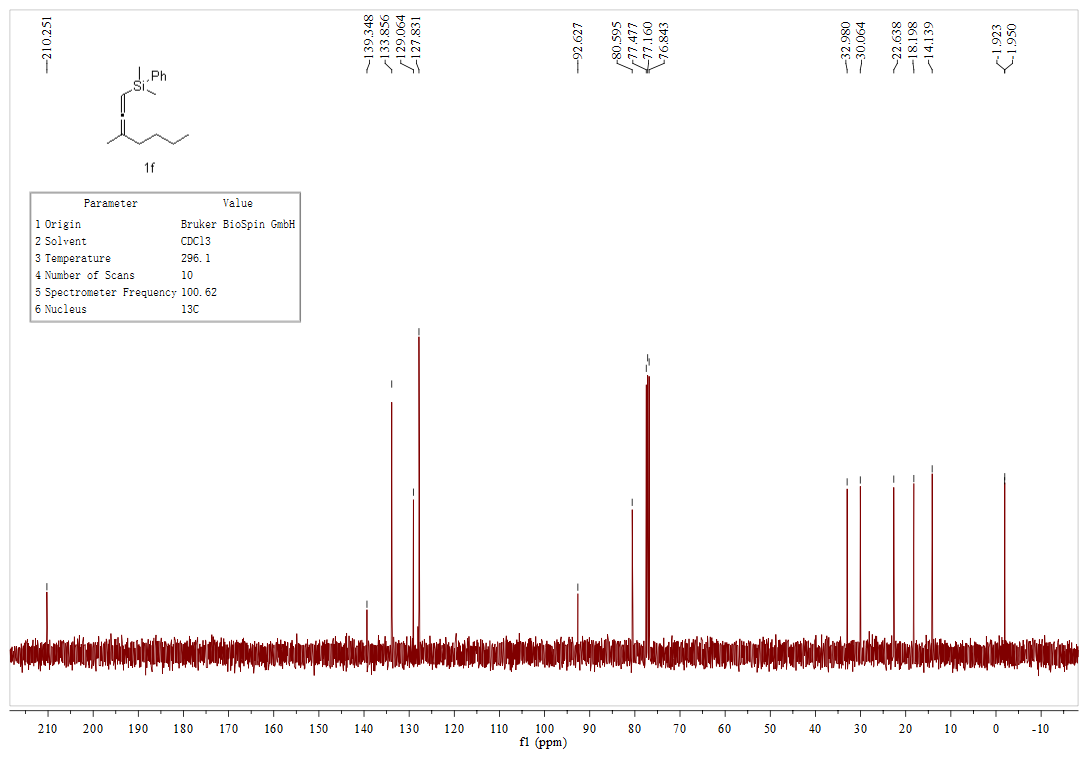 210.251
139.348
133.856
129.064
127.831
92.627
80.595
77.477
77.160
76.843
32.980
30.064
22.638
18.198
14.139
-1.923
-1.950
Si
Ph
1f
Parameter Value
1 Origin Bruker BioSpin GmbH
2 Solvent CDCl3
3 Temperature 296.1
4 Number of Scans 10
5 Spectrometer Frequency 100.62
6 Nucleus 13C
210 200 190 180 170 160 150 140 130 120 110 100 90 80 70 60 50 40 30 20 10 0 -10
f1 (ppm)